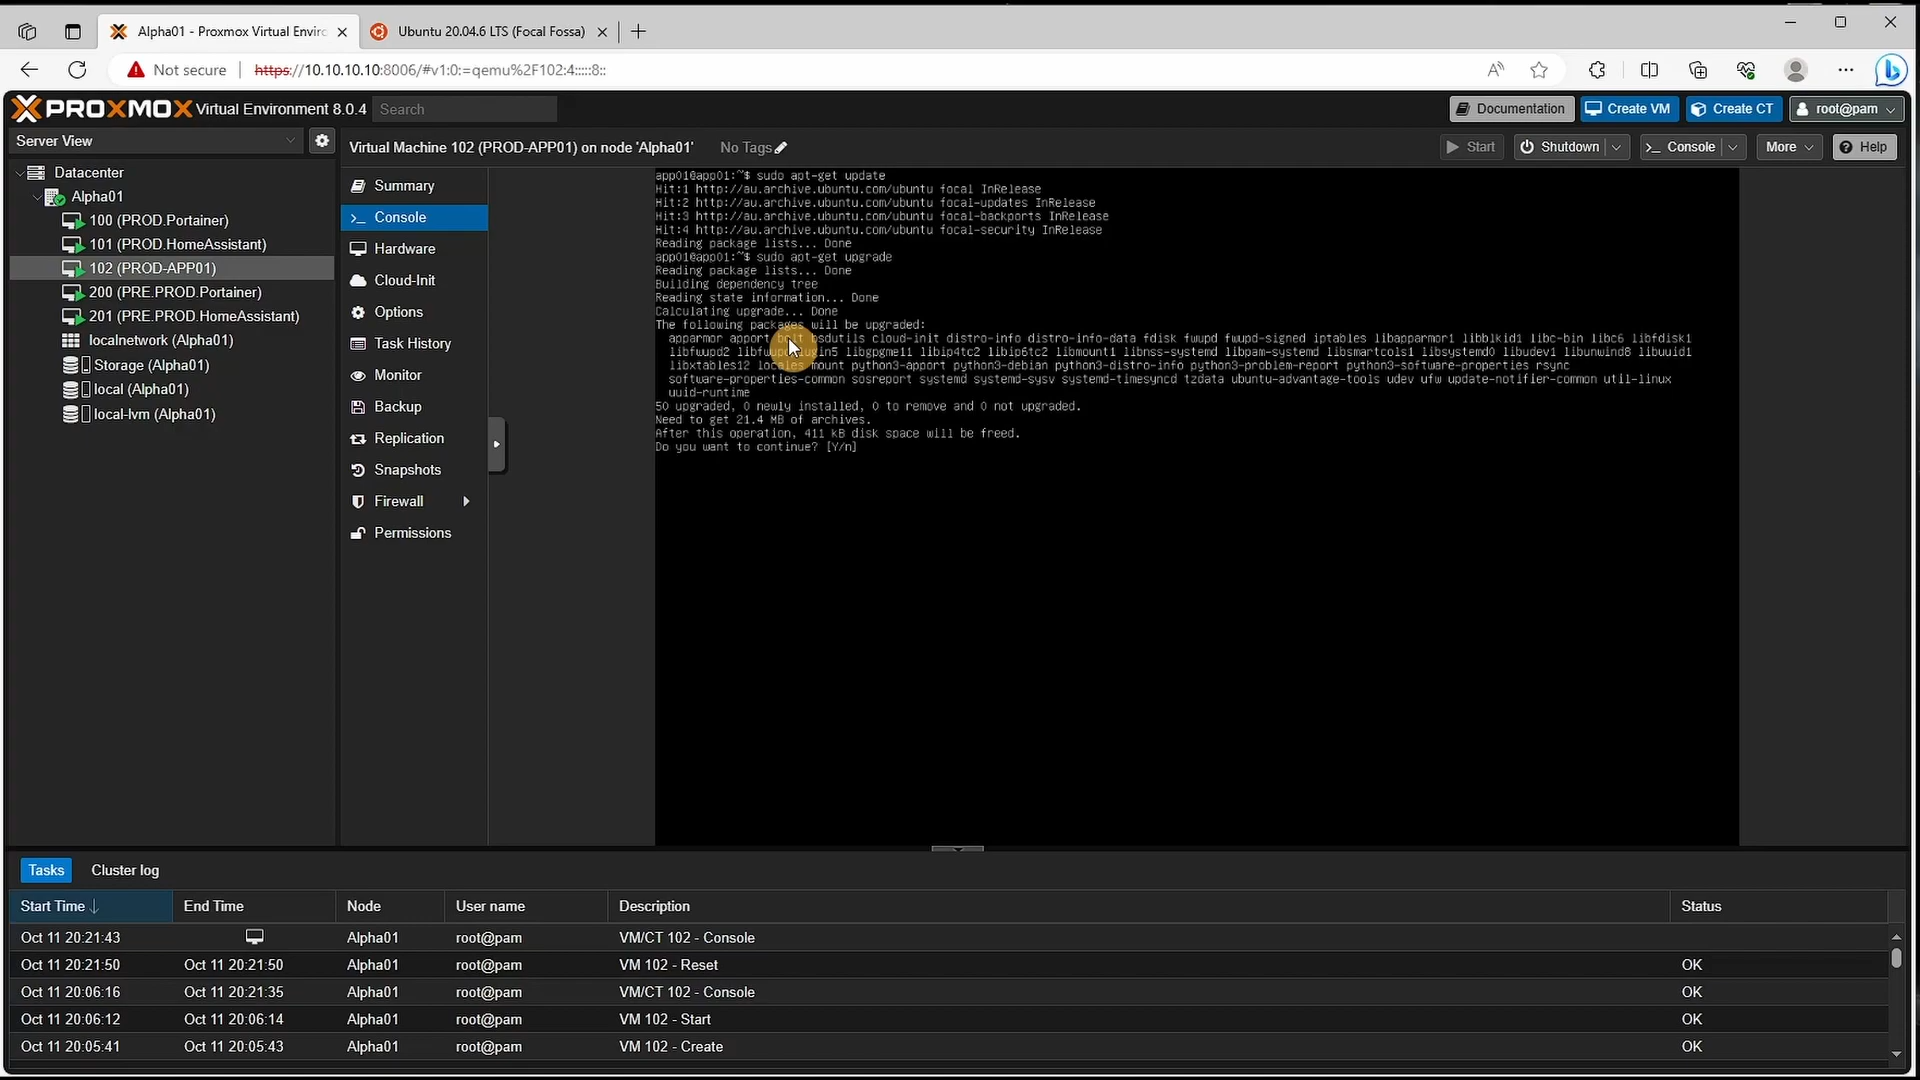 Alpha01 - Proxmox Virtual Enviro
Ubuntu 20.04.6 LTS (Focal Fossa)
Not secure
https://10.10.10.10:8006/#v1:0:=qemu%2F102:4:::::8::
PROXMOX Virtual Environment 8.0.4
Search
Documentation
Create VM
Create CT
root@pam
Server View
Virtual Machine 102 (PROD-APP01) on node 'Alpha01'
No Tags
Start
Shutdown
Console
More
Help
Datacenter
Alpha01
100 (PROD.Portainer)
101 (PROD.HomeAssistant)
102 (PROD-APP01)
200 (PRE.PROD.Portainer)
201 (PRE.PROD.HomeAssistant)
localnetwork (Alpha01)
Storage (Alpha01)
local (Alpha01)
local-lvm (Alpha01)
Summary
Console
Hardware
Cloud-Init
Options
Task History
Monitor
Backup
Replication
Snapshots
Firewall
Permissions
app01@app01:~$ sudo apt-get update
Hit:1 http://au.archive.ubuntu.com/ubuntu focal InRelease
Hit:2 http://au.archive.ubuntu.com/ubuntu focal-updates InRelease
Hit:3 http://au.archive.ubuntu.com/ubuntu focal-backports InRelease
Hit:4 http://au.archive.ubuntu.com/ubuntu focal-security InRelease
Reading package lists... Done
app01@app01:~$ sudo apt-get upgrade
Reading package lists... Done
Building dependency tree
Reading state information... Done
Calculating upgrade... Done
The following packages will be upgraded:
apparmor apport bolt bsdutils cloud-init distro-info distro-info-data fdisk fwupd fwupd-signed iptables libapparmor1 libblkid1 libc-bin libc6 libfdisk1
libfwupd2 libfwupdplugin5 libgpgme11 libip4tc2 libip6tc2 libmount1 libnss-systemd libpam-systemd libsmartcols1 libsystemd0 libudev1 libunwind8 libuuid1
libxtables12 locales mount python3-apport python3-debian python3-distro-info python3-problem-report python3-software-properties rsync
software-properties-common sosreport systemd systemd-sysv systemd-timesyncd tzdata ubuntu-advantage-tools udev ufw update-notifier-common util-linux
uuid-runtime
50 upgraded, 0 newly installed, 0 to remove and 0 not upgraded.
Need to get 21.4 MB of archives.
After this operation, 411 kB disk space will be freed.
Do you want to continue? [Y/n]
Tasks
Cluster log
Start Time End Time Node User name Description Status
Oct 11 20:21:43 Alpha01 root@pam VM/CT 102 - Console
Oct 11 20:21:50 Oct 11 20:21:50 Alpha01 root@pam VM 102 - Reset OK
Oct 11 20:06:16 Oct 11 20:21:35 Alpha01 root@pam VM/CT 102 - Console OK
Oct 11 20:06:12 Oct 11 20:06:14 Alpha01 root@pam VM 102 - Start OK
Oct 11 20:05:41 Oct 11 20:05:43 Alpha01 root@pam VM 102 - Create OK